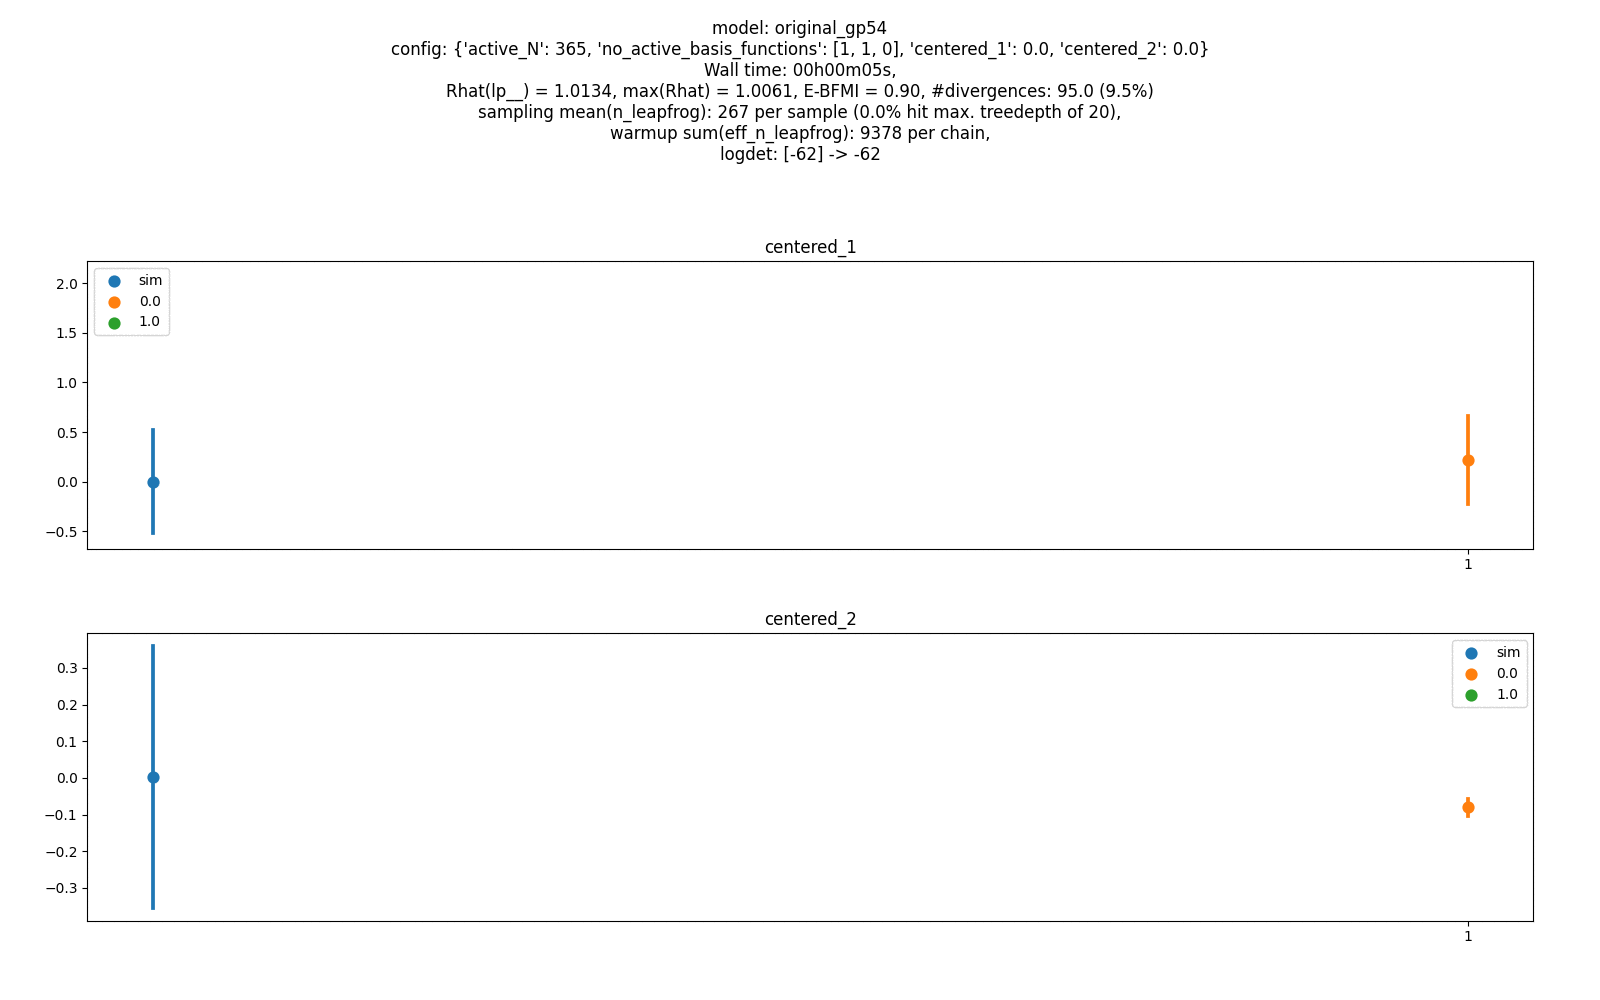 model: original_gp54
config: {'active_N': 365, 'no_active_basis_functions': [1, 1, 0], 'centered_1': 0.0, 'centered_2': 0.0}
Wall time: 00h00m05s,
Rhat(lp__) = 1.0134, max(Rhat) = 1.0061, E-BFMI = 0.90, #divergences: 95.0 (9.5%)
sampling mean(n_leapfrog): 267 per sample (0.0% hit max. treedepth of 20),
warmup sum(eff_n_leapfrog): 9378 per chain,
logdet: [-62] -> -62
centered_1
sim
0.0
1.0
2.0
1.5
1.0
0.5
0.0
−0.5
1
centered_2
sim
0.0
1.0
0.3
0.2
0.1
0.0
−0.1
−0.2
−0.3
1